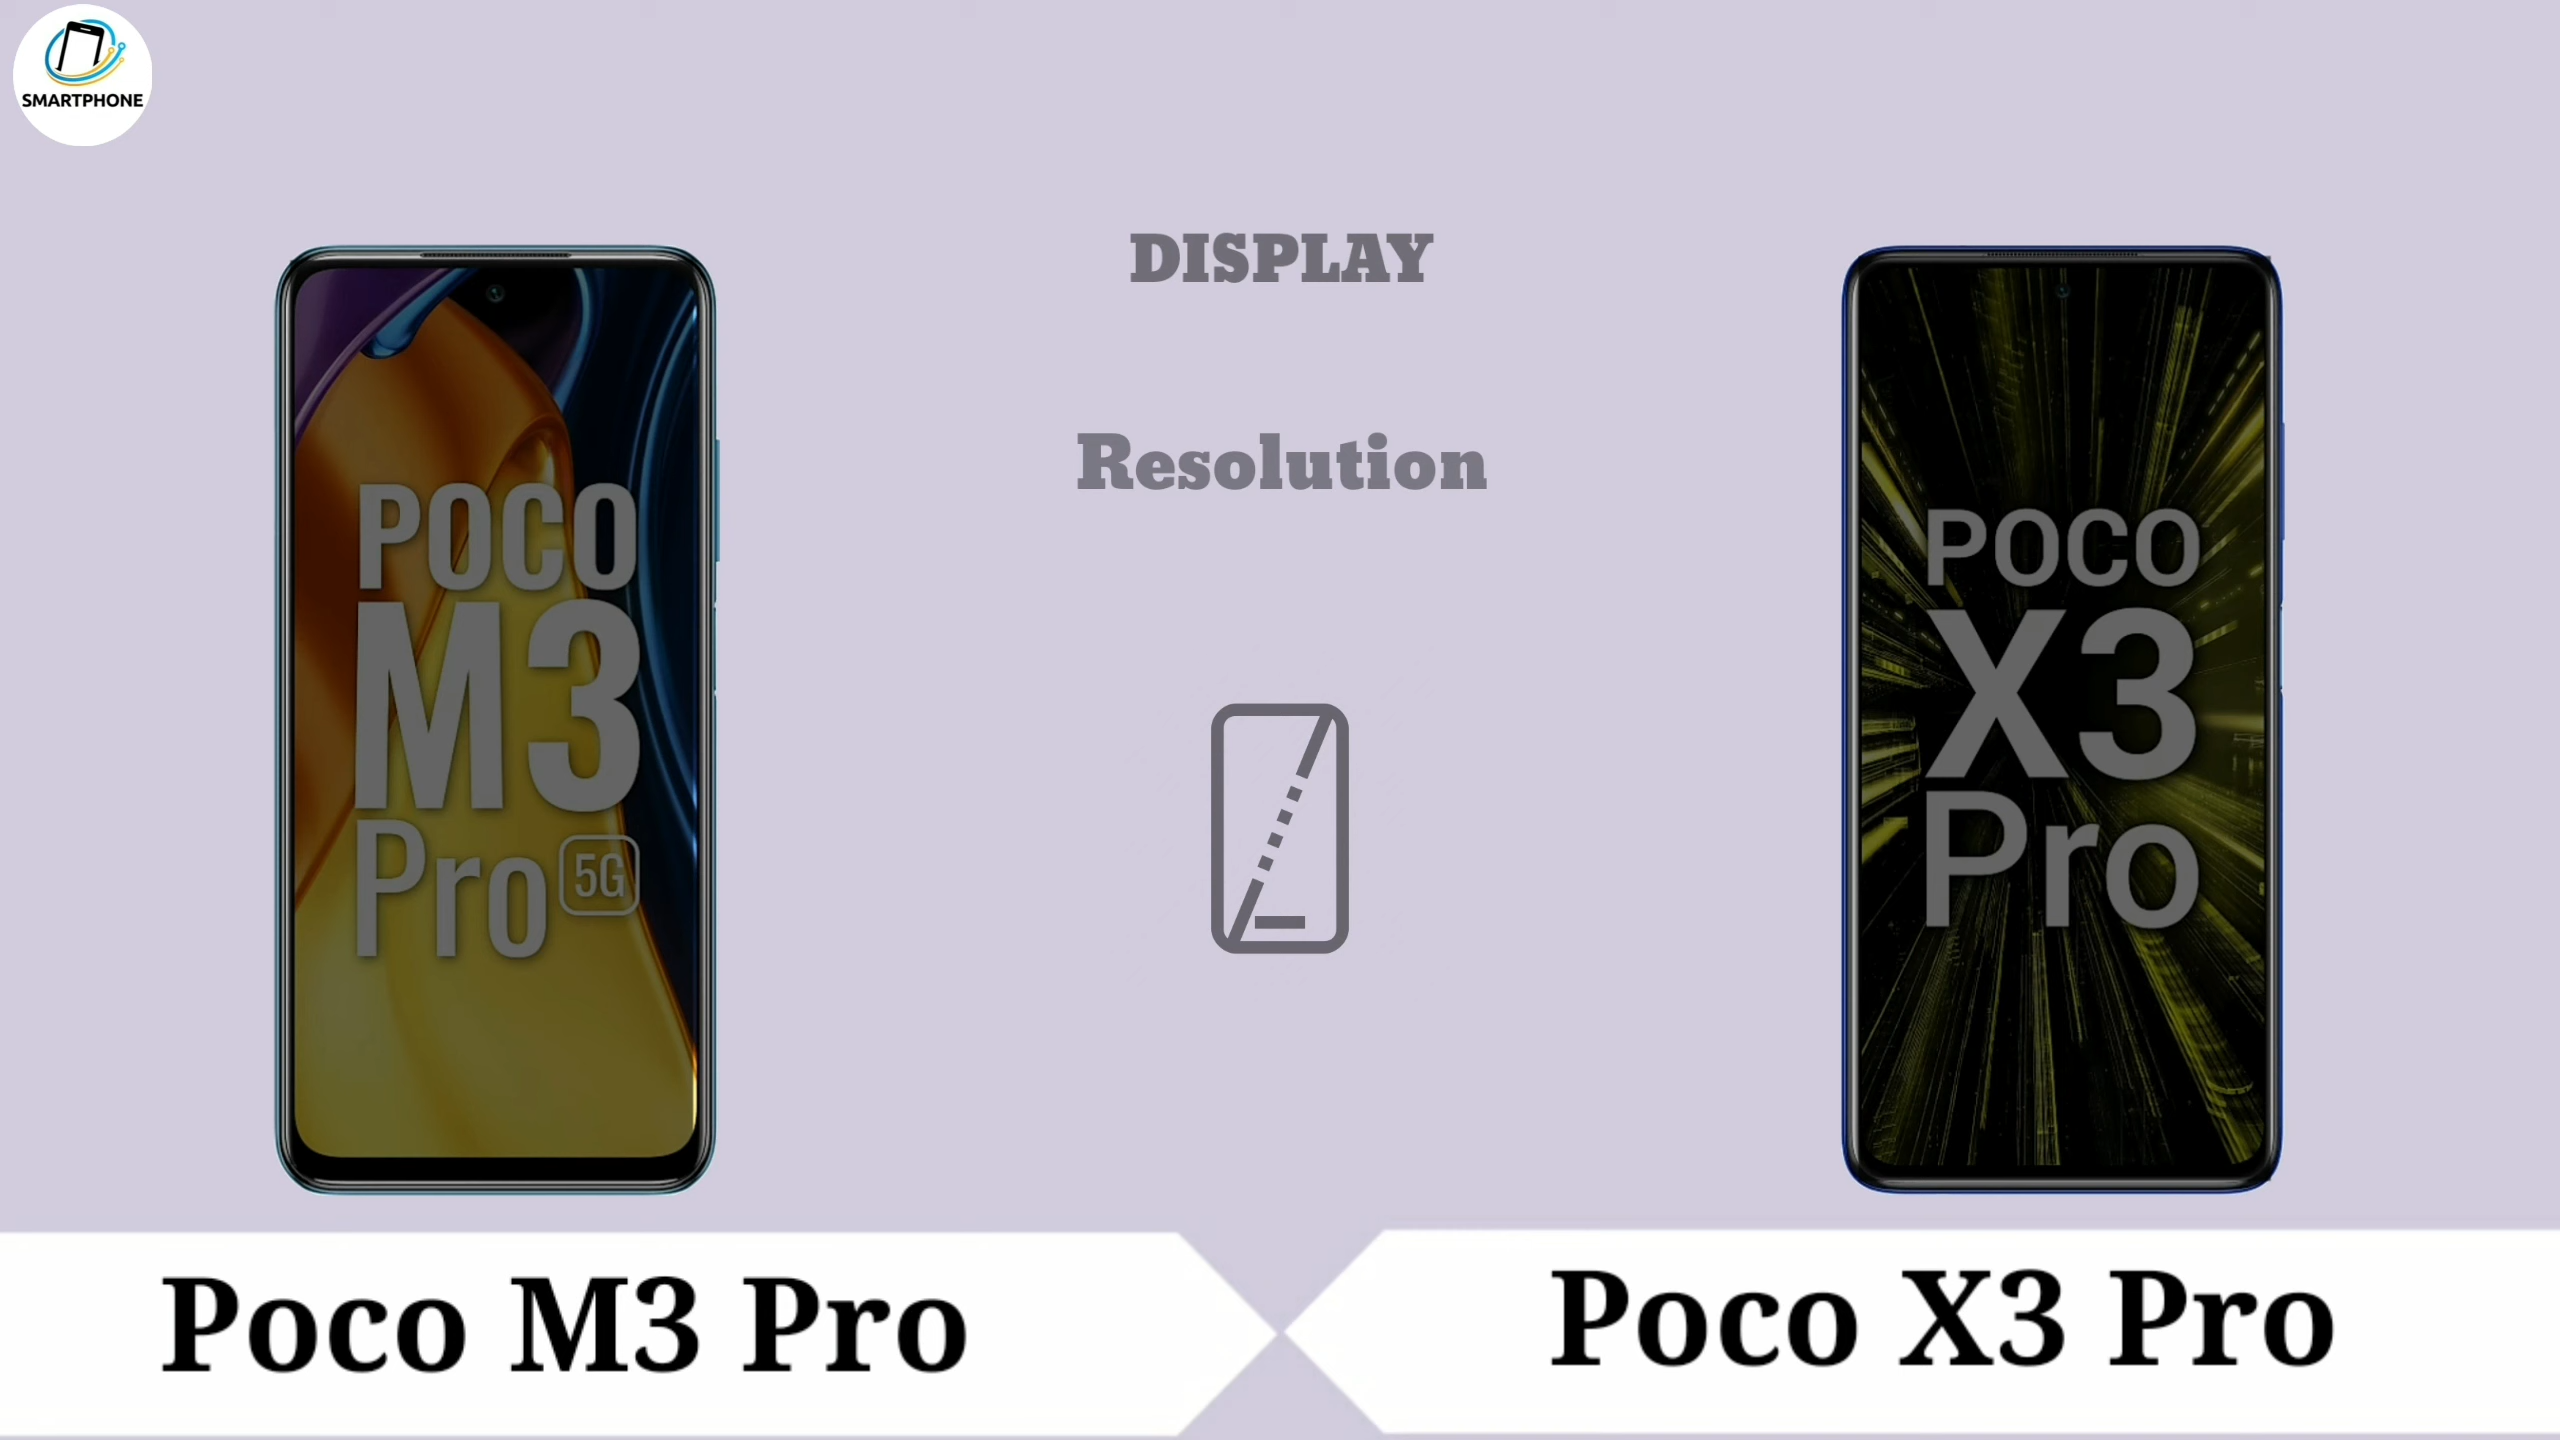 SMARTPHONE
DISPLAY
Resolution
POCO
M3
Pro 5G
POCO
X3
Pro
Poco M3 Pro
Poco X3 Pro